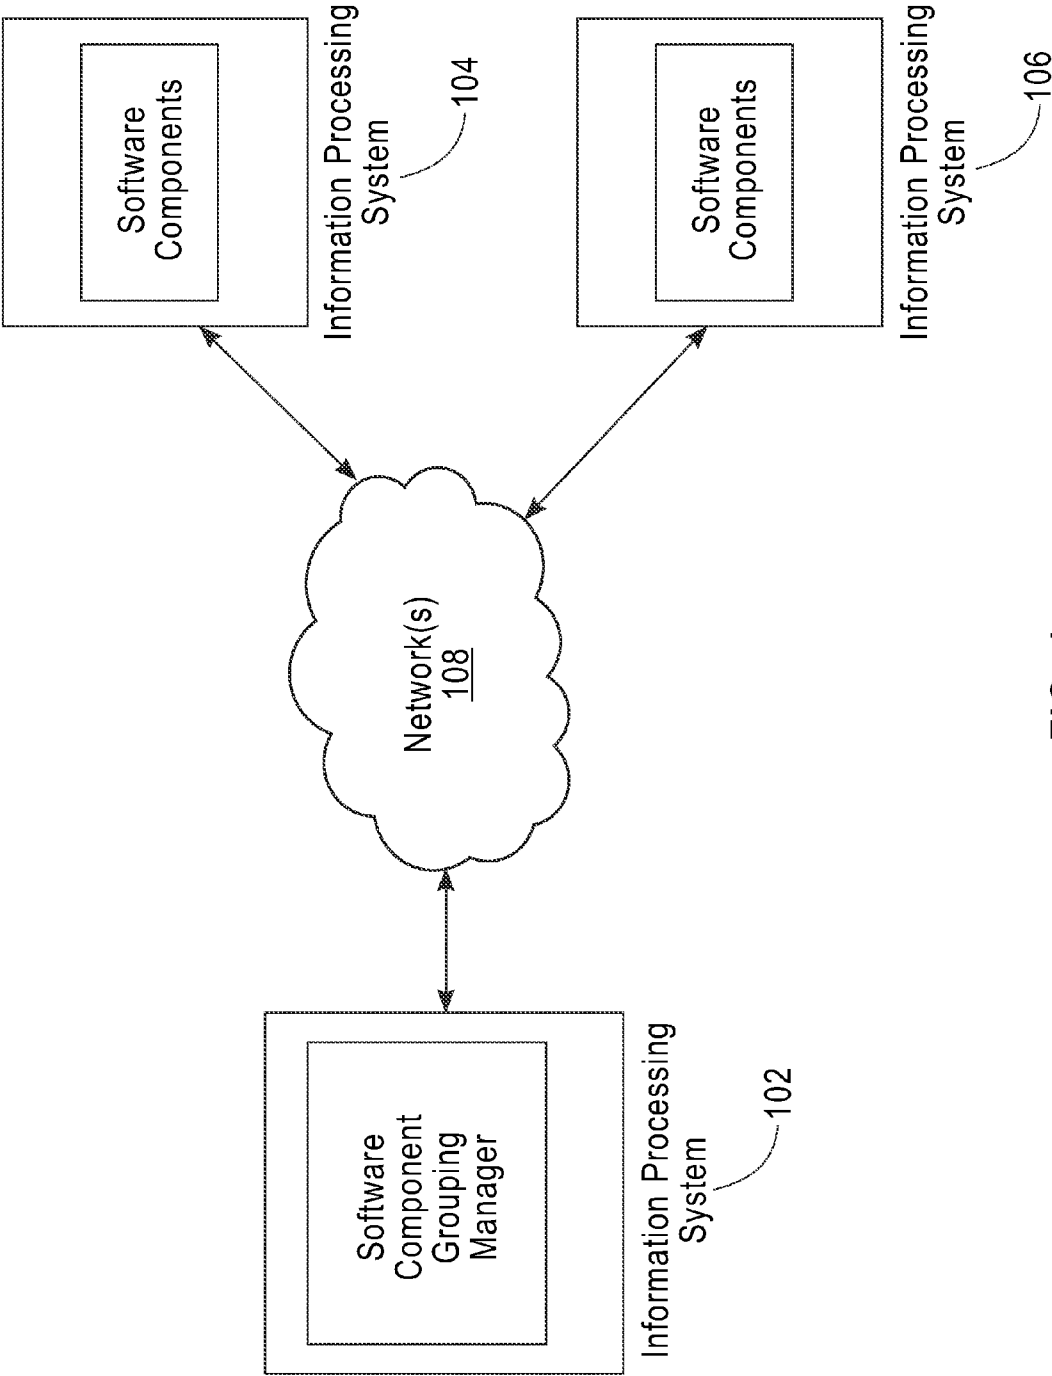 Software
Component
Grouping
Manager
Information Processing
System
102
Network(s)
108
Software
Components
Information Processing
System
104
Software
Components
Information Processing
System
106